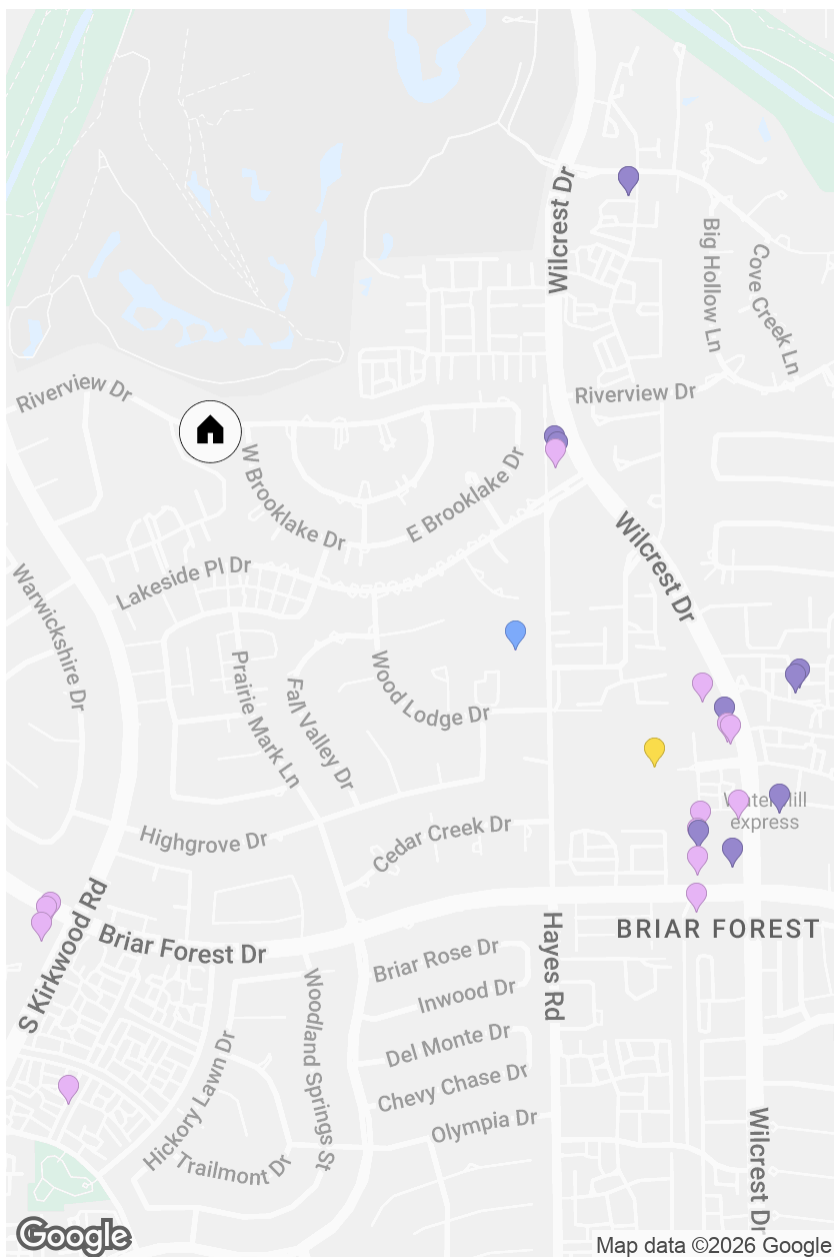 Wilcrest Dr
Big Hollow Ln
Cove Creek Ln
Riverview Dr
Riverview Dr
W Brooklake Dr
E Brooklake Dr
Wilcrest Dr
Lakeside Pl Dr
Warwickshire Dr
Prairie Mark Ln
Fall Valley Dr
Wood Lodge Dr
express
Highgrove Dr
Cedar Creek Dr
S Kirkwood Rd
Briar Forest Dr
BRIAR FOREST
Hayes Rd
Briar Rose Dr
Inwood Dr
Woodland Springs St
Del Monte Dr
Hickory Lawn Dr
Chevy Chase Dr
Olympia Dr
Trailmont Dr
Wilcrest Dr
Google
Map data ©2026 Google